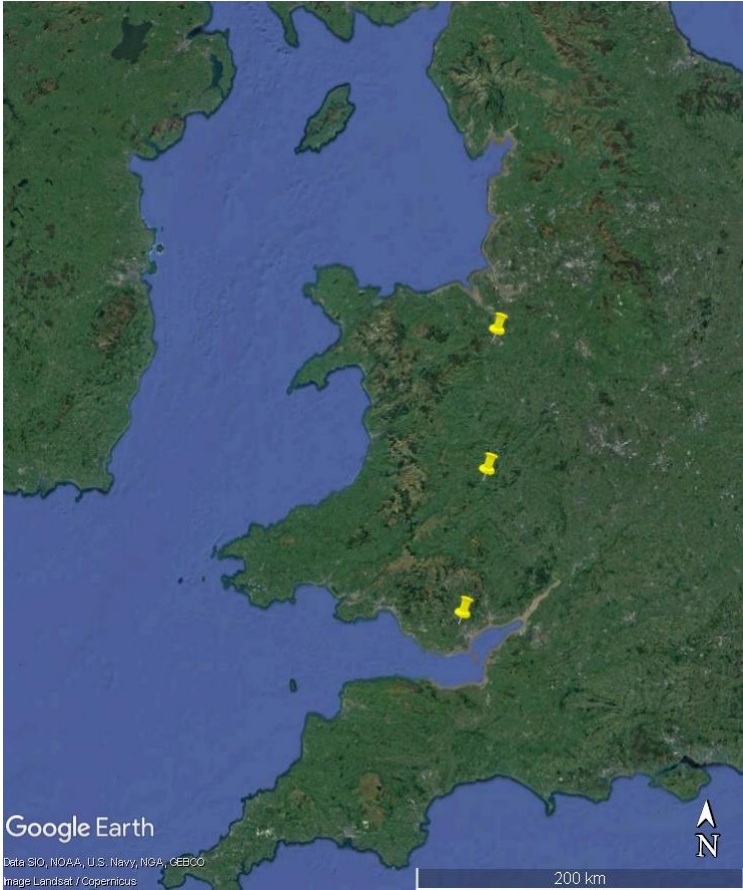 Google Earth
Data SIO, NOAA, U.S. Navy, NGA, GEBCO
Image Landsat / Copernicus
N
200 km